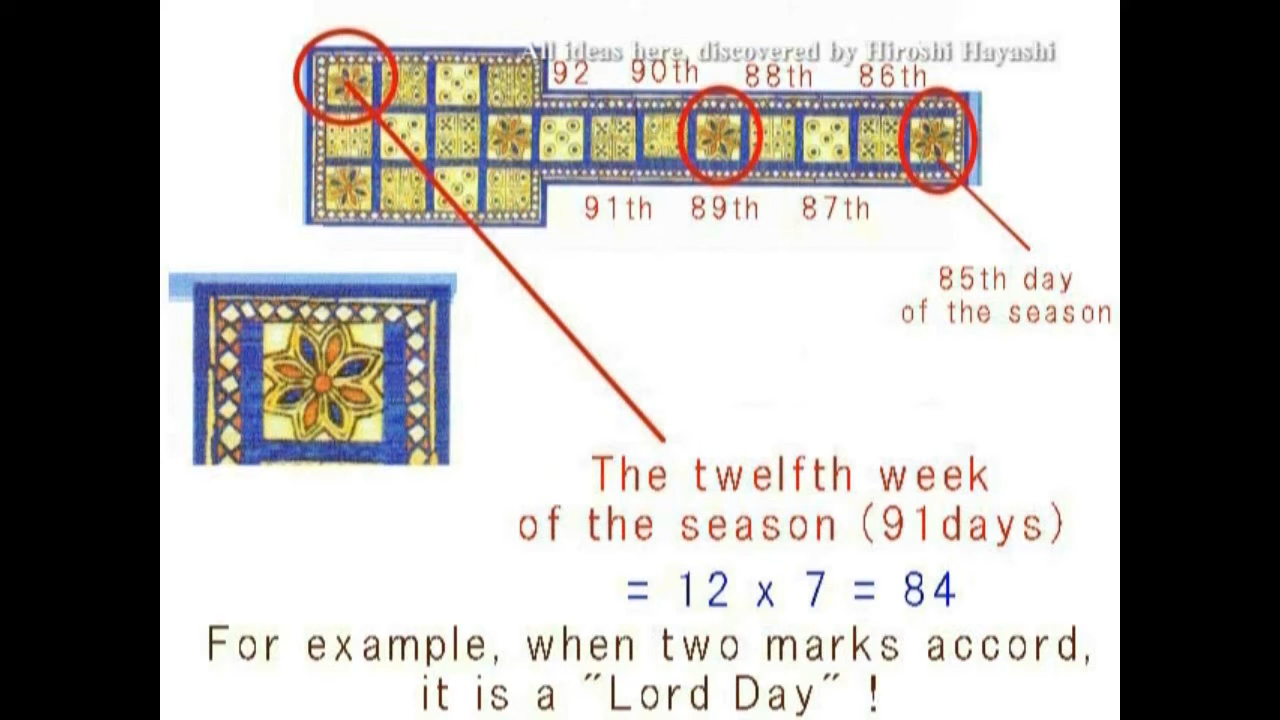 All ideas here, discovered by Hiroshi Hayashi
92 90th 88th 86th
91th 89th 87th
85th day
of the season
The twelfth week
of the season (91days)
= 12 x 7 = 84
For example, when two marks accord,
it is a ˝Lord Day˝ !